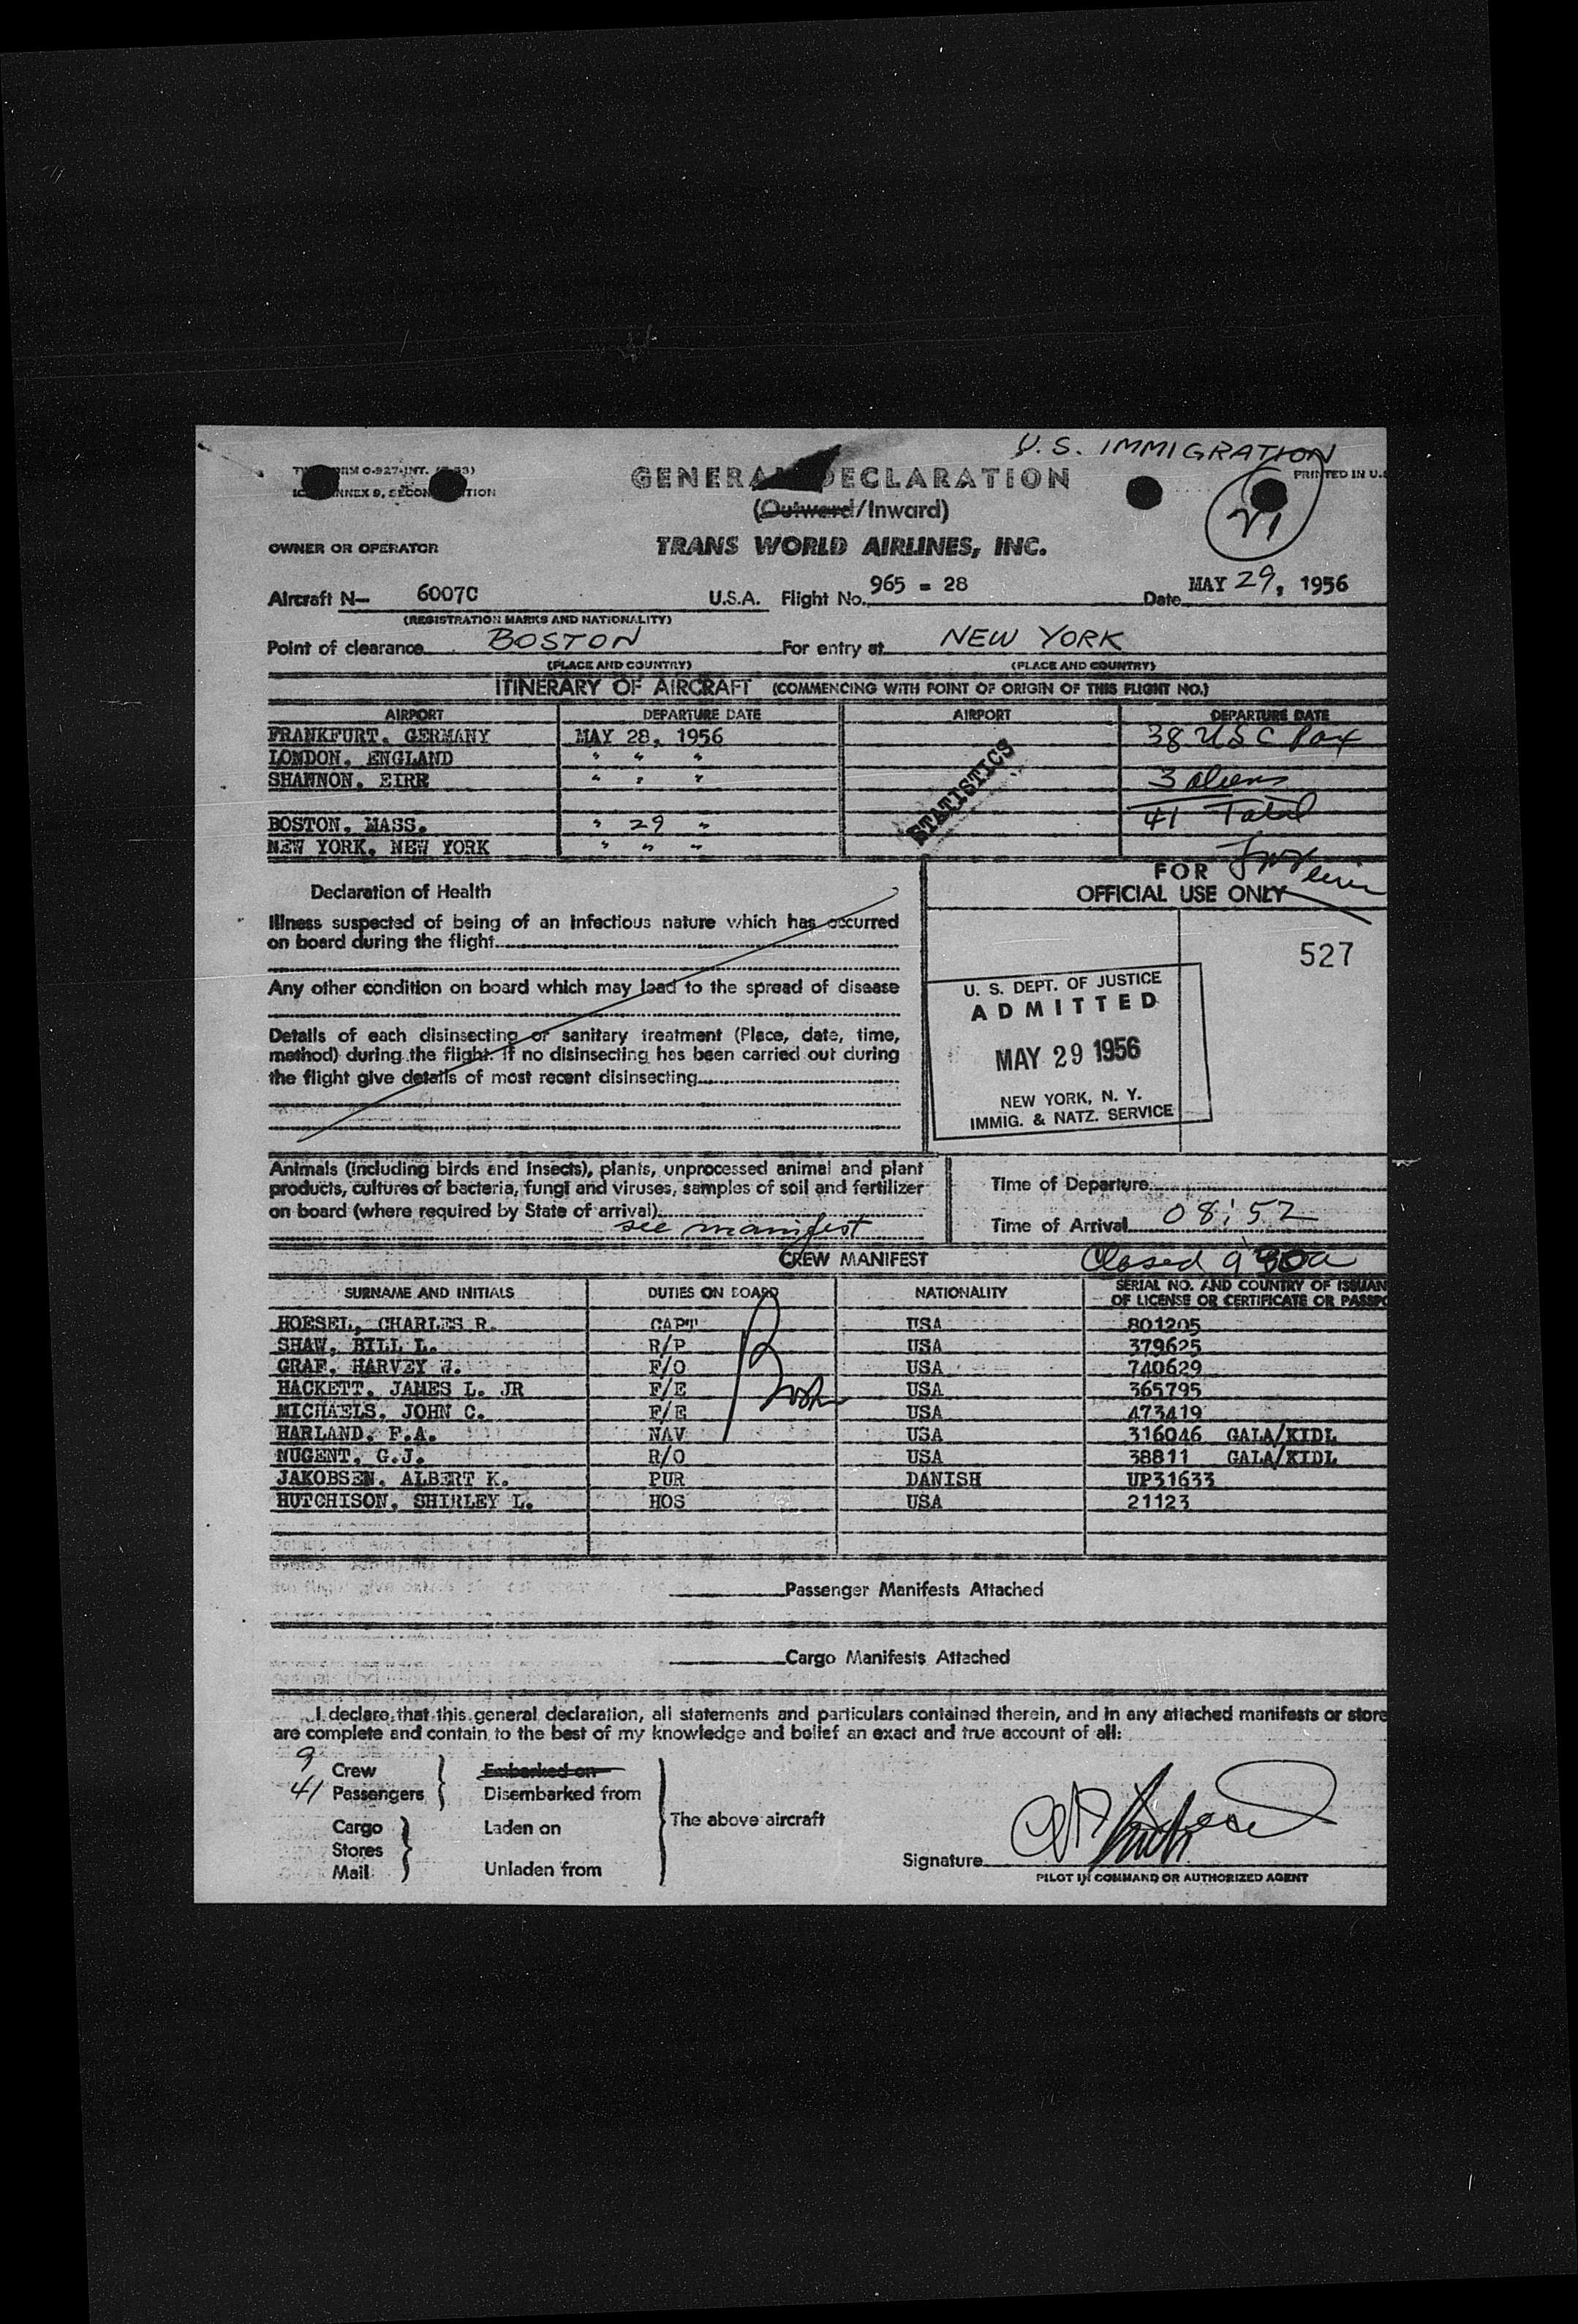 U.S. IMMIGRATION
PRINTED IN U.S
GENERAL DECLARATION
(Outward/Inward)
21
OWNER OR OPERATOR TRANS WORLD AIRLINES, INC.
Aircraft N- 6007C U.S.A. Flight No. 965 - 28 Date MAY 29, 1956
(REGISTRATION MARKS AND NATIONALITY)
Point of clearance BOSTON For entry at NEW YORK
(PLACE AND COUNTRY) (PLACE AND COUNTRY)
ITINERARY OF AIRCRAFT (COMMENCING WITH POINT OF ORIGIN OF THIS FLIGHT NO.)
AIRPORT DEPARTURE DATE AIRPORT DEPARTURE DATE
FRANKFURT, GERMANY MAY 28, 1956 38 USC Pax
LONDON, ENGLAND " " "
SHANNON, EIRR " " " 3 aliens
STATISTICS
BOSTON, MASS. " 29 " 41 Total
NEW YORK, NEW YORK " " "
FOR
OFFICIAL USE ONLY
Declaration of Health
Illness suspected of being of an infectious nature which has occurred
on board during the flight
527
Any other condition on board which may lead to the spread of disease
Details of each disinsecting or sanitary treatment (Place, date, time,
method) during the flight. If no disinsecting has been carried out during
the flight give details of most recent disinsecting
U. S. DEPT. OF JUSTICE
ADMITTED
MAY 29 1956
NEW YORK, N. Y.
IMMIG. & NATZ. SERVICE
Animals (including birds and insects), plants, unprocessed animal and plant
products, cultures of bacteria, fungi and viruses, samples of soil and fertilizer
on board (where required by State of arrival)
see manifest
Time of Departure
Time of Arrival 08:52
CREW MANIFEST Closed 9 30a
SURNAME AND INITIALS DUTIES ON BOARD NATIONALITY SERIAL NO. AND COUNTRY OF ISSUAN
OF LICENSE OR CERTIFICATE OR PASSPO
HOESEL, CHARLES R. CAPT USA 801205
SHAW, BILL L. R/P USA 379625
GRAF, HARVEY W. F/O USA 740629
HACKETT, JAMES L. JR F/E USA 365795
MICHAELS, JOHN C. F/E USA 473419
HARLAND, F.A. NAV USA 316046 GALA/KIDL
NUGENT, G.J. R/O USA 38811 GALA/KIDL
JAKOBSEN, ALBERT K. PUR DANISH UP31633
HUTCHISON, SHIRLEY L. HOS USA 21123
Passenger Manifests Attached
Cargo Manifests Attached
I declare that this general declaration, all statements and particulars contained therein, and in any attached manifests or store
are complete and contain to the best of my knowledge and belief an exact and true account of all:
9 Crew Embarked on
41 Passengers Disembarked from
Cargo Laden on The above aircraft
Stores
Mail Unladen from
Signature
PILOT IN COMMAND OR AUTHORIZED AGENT